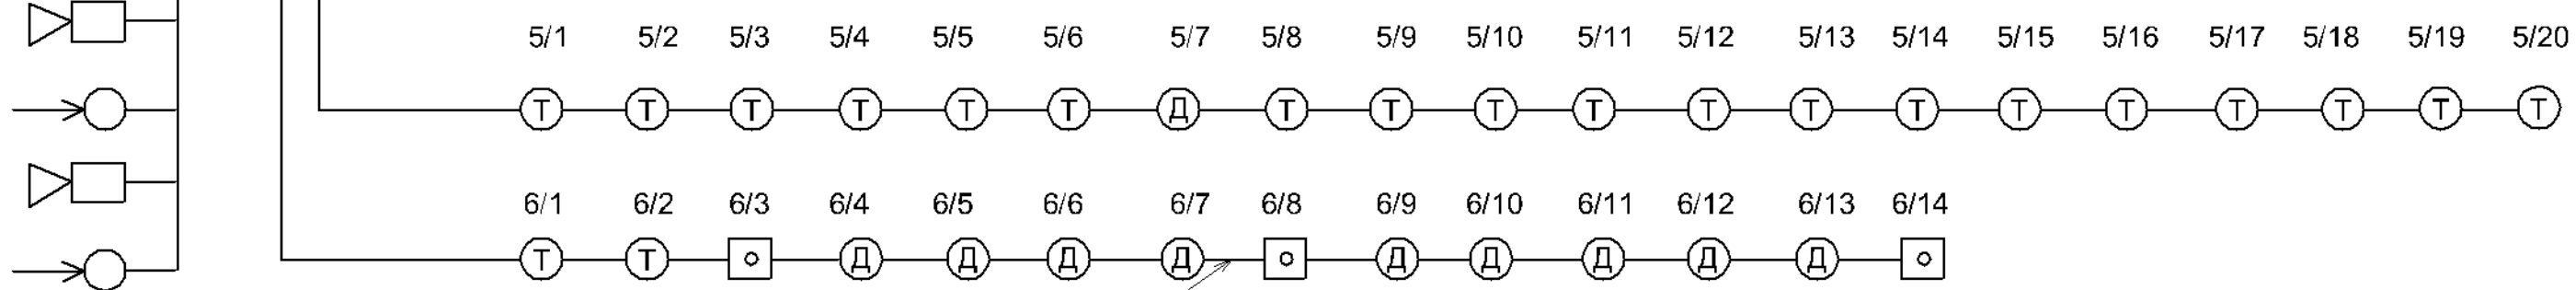 5/1 5/2 5/3 5/4 5/5 5/6 5/7 5/8 5/9 5/10 5/11 5/12 5/13 5/14 5/15 5/16 5/17 5/18 5/19 5/20
Т Т Т Т Т Т Д Т Т Т Т Т Т Т Т Т Т Т Т Т
6/1 6/2 6/3 6/4 6/5 6/6 6/7 6/8 6/9 6/10 6/11 6/12 6/13 6/14
Т Т Д Д Д Д Д Д Д Д Д